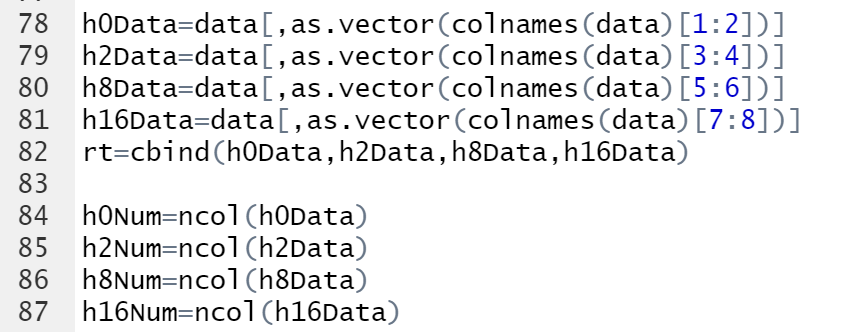 78 h0Data=data[,as.vector(colnames(data)[1:2])]
79 h2Data=data[,as.vector(colnames(data)[3:4])]
80 h8Data=data[,as.vector(colnames(data)[5:6])]
81 h16Data=data[,as.vector(colnames(data)[7:8])]
82 rt=cbind(h0Data,h2Data,h8Data,h16Data)
83
84 h0Num=ncol(h0Data)
85 h2Num=ncol(h2Data)
86 h8Num=ncol(h8Data)
87 h16Num=ncol(h16Data)